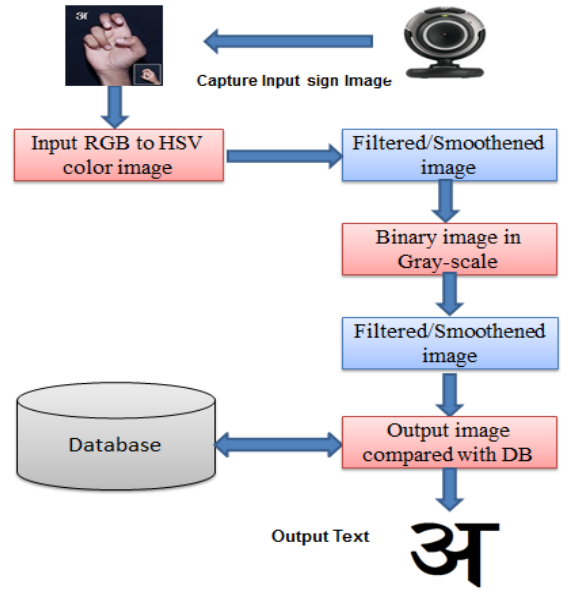 अ
Capture Input sign Image
Input RGB to HSV
color image
Filtered/Smoothened
image
Binary image in
Gray-scale
Filtered/Smoothened
image
Database
Output image
compared with DB
Output Text
अ